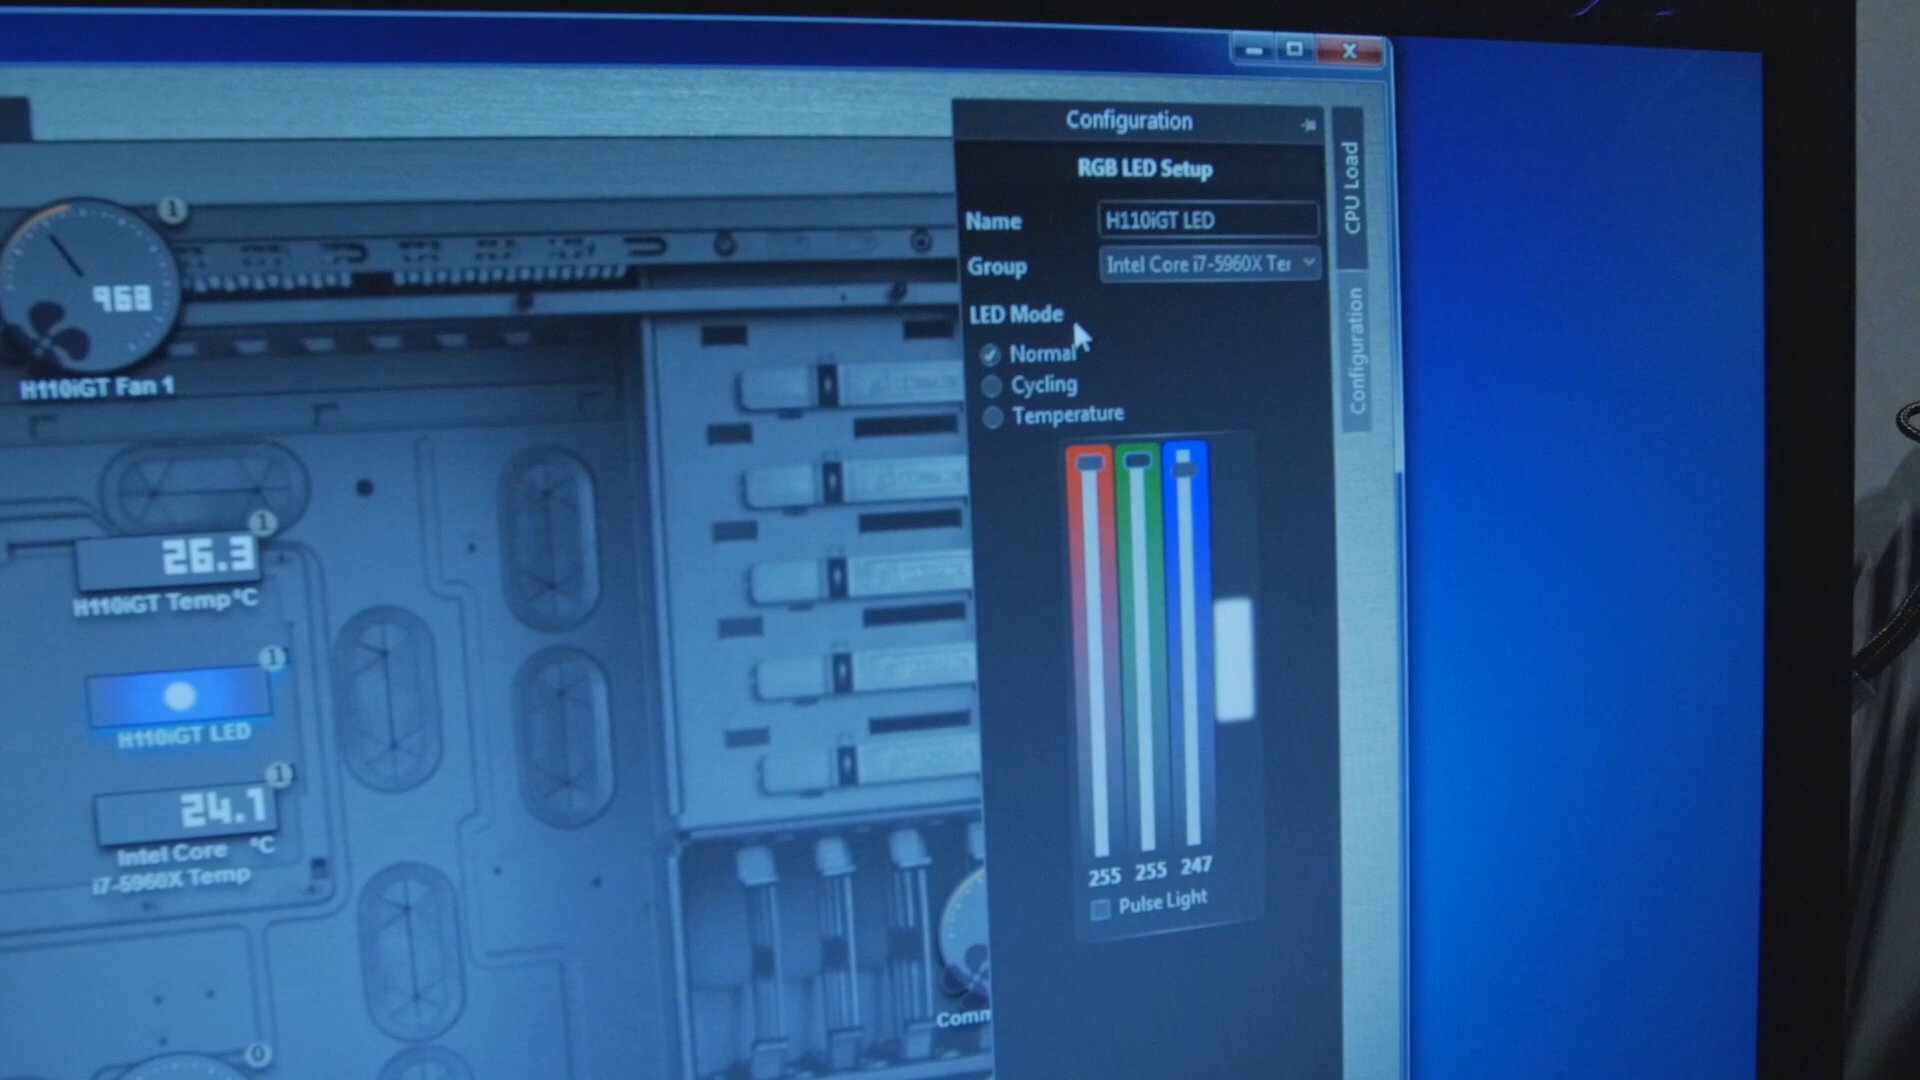 Configuration
RGB LED Setup
Name H110iGT LED
Group Intel Core i7-5960X Ter
LED Mode
Normal
Cycling
Temperature
255 255 247
Pulse Light
CPU Load
Configuration
1
968
H110iGT Fan 1
1
26.3
H110iGT Temp °C
1
H110iGT LED
1
24.1
Intel Core °C
i7-5960X Temp
0
Comm